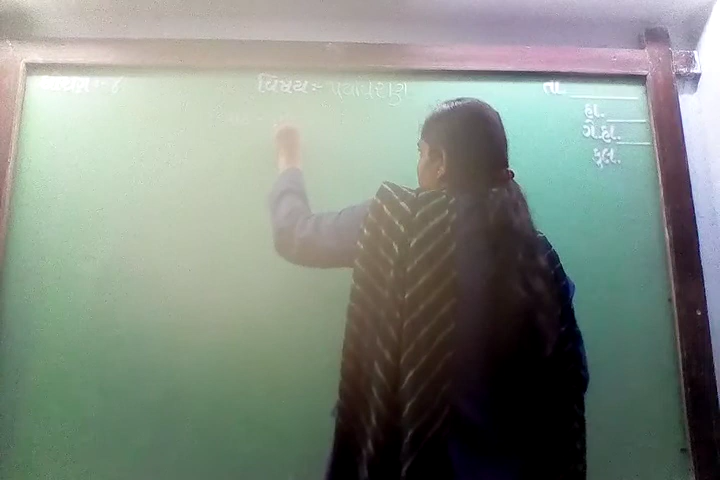 વિષય:- પર્યાવરણ
તા.
હા.
ગે.હા.
કુલ.